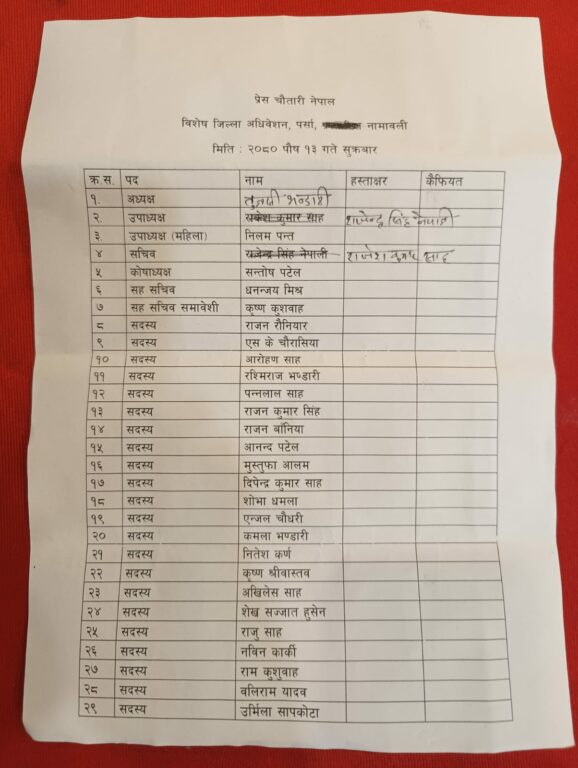 प्रेस चौतारी नेपाल
विशेष जिल्ला अधिवेशन, पर्सा, नामावली
मिति : २०८० पौष १३ गते सुक्रबार
क्र.स. पद नाम हस्ताक्षर कैफियत
१. अध्यक्ष तुलसी भण्डारी
२. उपाध्यक्ष राकेश कुमार साह राजेन्द्र सिंह नेपाली
३. उपाध्यक्ष (महिला) निलम पन्त
४ सचिव राजेन्द्र सिंह नेपाली कुमार साह
५ कोषाध्यक्ष सन्तोष पटेल
६ सह सचिव धनन्जय मिश्र
७ सह सचिव समावेशी कृष्ण कुशवाह
८ सदस्य राजन रौनियार
९ सदस्य एस के चौरासिया
१० सदस्य आरोहण साह
११ सदस्य रश्मिराज भण्डारी
१२ सदस्य पन्नलाल साह
१३ सदस्य राजन कुमार सिंह
१४ सदस्य राजन बाँनिया
१५ सदस्य आनन्द पटेल
१६ सदस्य मुस्तुफा आलम
१७ सदस्य दिपेन्द्र कुमार साह
१८ सदस्य शोभा धमला
१९ सदस्य एन्जल चौधरी
२० सदस्य कमला भण्डारी
२१ सदस्य नितेश कर्ण
२२ सदस्य कृष्ण श्रीवास्तव
२३ सदस्य अखिलेस साह
२४ सदस्य शेख सज्जात हुसेन
२५ सदस्य राजु साह
२६ सदस्य नविन कार्की
२७ सदस्य राम कुशुवाह
२८ सदस्य वलिराम यादव
२९ सदस्य उर्मिला सापकोटा